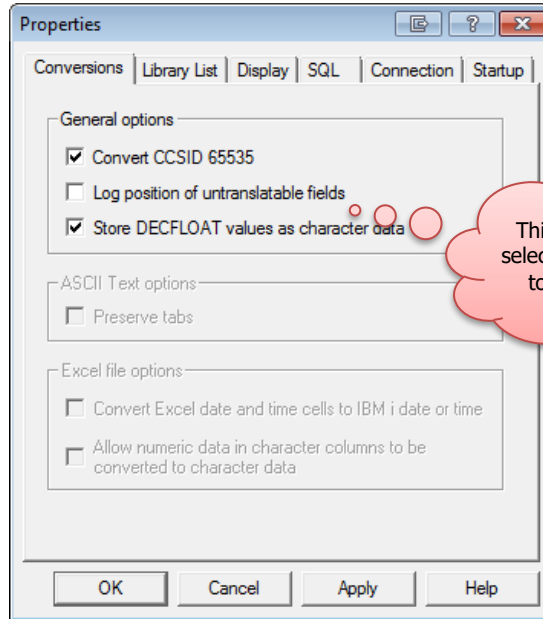 Properties
Conversions Library List Display SQL Connection Startup
General options
Convert CCSID 65535
Log position of untranslatable fields
Store DECFLOAT values as character data
ASCII Text options
Preserve tabs
Excel file options
Convert Excel date and time cells to IBM i date or time
Allow numeric data in character columns to be
converted to character data
OK Cancel Apply Help
to